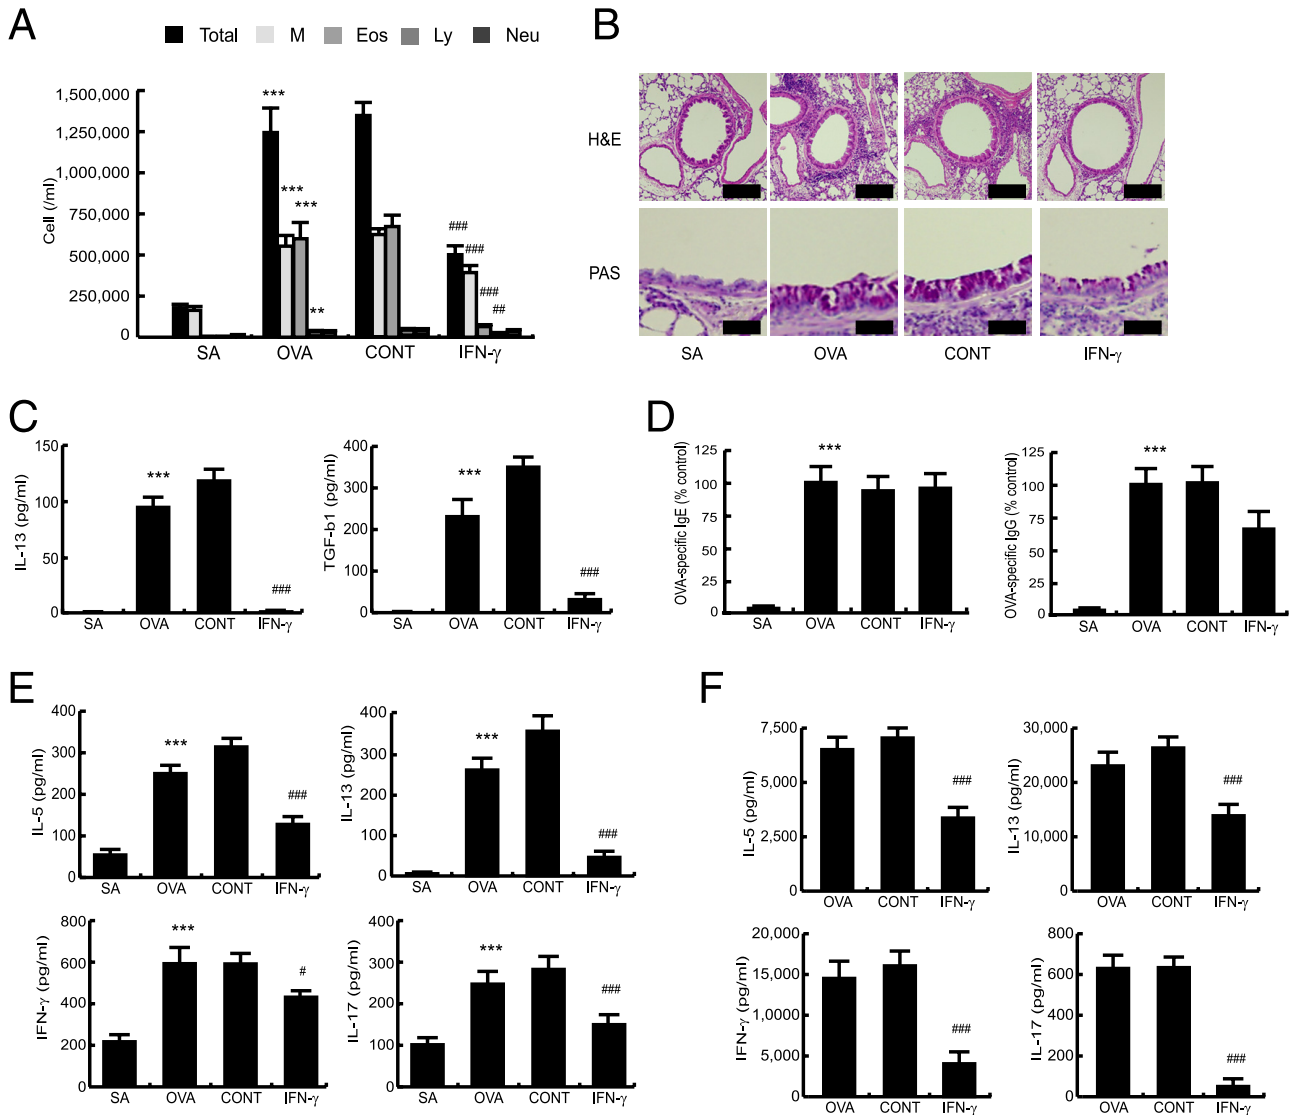 A
Total M Eos Ly Neu
Cell (/ml)
1,500,000
1,250,000
1,000,000
750,000
500,000
250,000
0
***
***
***
**
###
###
###
##
SA OVA CONT IFN-γ
B
H&E
PAS
SA OVA CONT IFN-γ
C
IL-13 (pg/ml)
150
100
50
0
***
###
SA OVA CONT IFN-γ
TGF-b1 (pg/ml)
400
300
200
100
0
***
###
SA OVA CONT IFN-γ
D
OVA-specific IgE (% control)
125
100
75
50
25
0
***
SA OVA CONT IFN-γ
OVA-specific IgG (% control)
125
100
75
50
25
0
***
SA OVA CONT IFN-γ
E
IL-5 (pg/ml)
400
300
200
100
0
***
###
SA OVA CONT IFN-γ
IL-13 (pg/ml)
400
300
200
100
0
***
###
SA OVA CONT IFN-γ
IFN-γ (pg/ml)
800
600
400
200
0
***
#
SA OVA CONT IFN-γ
IL-17 (pg/ml)
400
300
200
100
0
***
###
SA OVA CONT IFN-γ
F
IL-5 (pg/ml)
7,500
5,000
2,500
0
###
OVA CONT IFN-γ
IL-13 (pg/ml)
30,000
20,000
10,000
0
###
OVA CONT IFN-γ
IFN-γ (pg/ml)
20,000
15,000
1,0000
5,000
0
###
OVA CONT IFN-γ
IL-17 (pg/ml)
800
600
400
200
0
###
OVA CONT IFN-γ